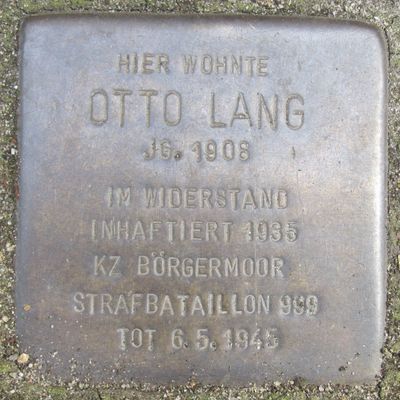 HIER WOHNTE
OTTO LANG
JG. 1908
IM WIDERSTAND
INHAFTIERT 1935
KZ BÖRGERMOOR
STRAFBATAILLON 999
TOT 6.5.1945